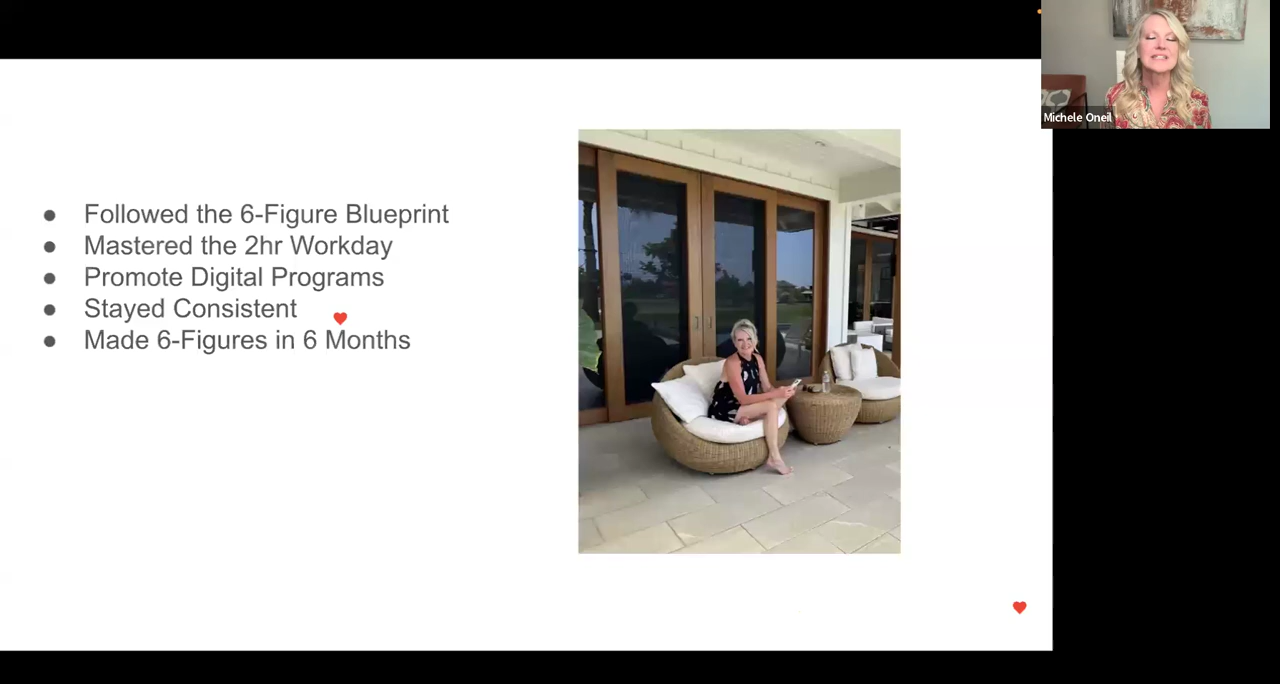 Michele Oneil
● Followed the 6-Figure Blueprint
● Mastered the 2hr Workday
● Promote Digital Programs
● Stayed Consistent
● Made 6-Figures in 6 Months